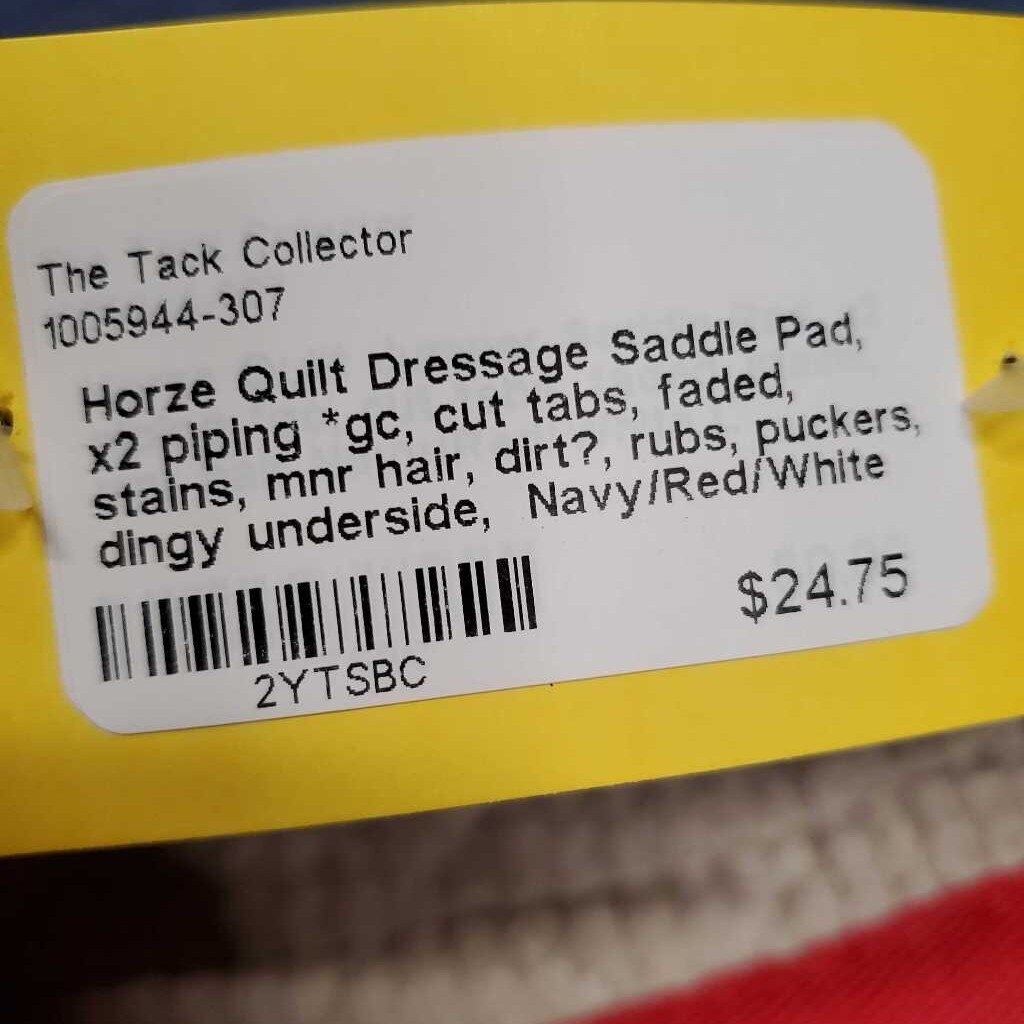 The Tack Collector
1005944-307
Horze Quilt Dressage Saddle Pad,
x2 piping *gc, cut tabs, faded,
stains, mnr hair, dirt?, rubs, puckers,
dingy underside, Navy/Red/White
$24.75
2YTSBC